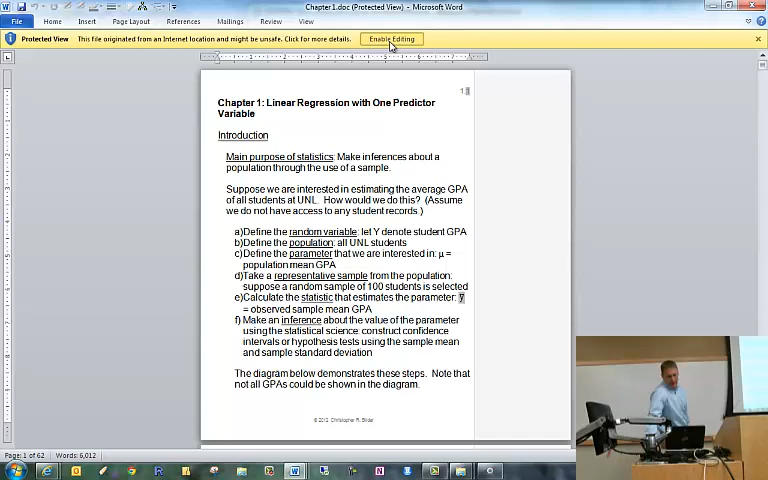 Chapter 1.doc (Protected View) - Microsoft Word
File Home Insert Page Layout References Mailings Review View
Protected View This file originated from an Internet location and might be unsafe. Click for more details. Enable Editing
1.1
Chapter 1: Linear Regression with One Predictor
Variable
Introduction
Main purpose of statistics: Make inferences about a
population through the use of a sample.
Suppose we are interested in estimating the average GPA
of all students at UNL. How would we do this? (Assume
we do not have access to any student records.)
a)Define the random variable: let Y denote student GPA
b)Define the population: all UNL students
c)Define the parameter that we are interested in: μ =
population mean GPA
d)Take a representative sample from the population:
suppose a random sample of 100 students is selected
e)Calculate the statistic that estimates the parameter: ȳ
= observed sample mean GPA
f) Make an inference about the value of the parameter
using the statistical science: construct confidence
intervals or hypothesis tests using the sample mean
and sample standard deviation
The diagram below demonstrates these steps. Note that
not all GPAs could be shown in the diagram.
© 2012 Christopher R. Bilder
Page: 1 of 62 Words: 6,012